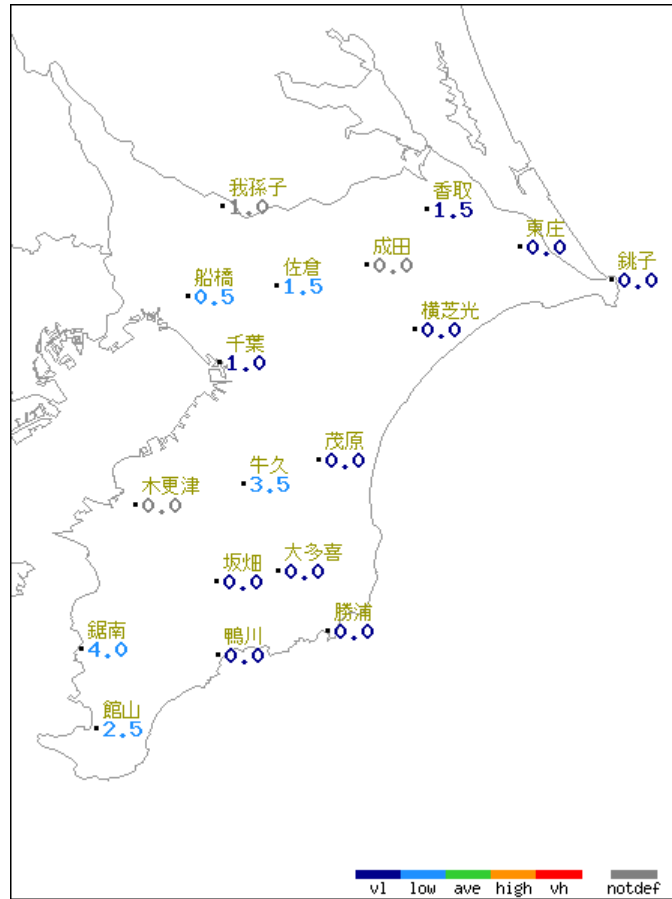 我孫子
1.0
香取
1.5
東庄
0.0
成田
0.0
銚子
0.0
船橋
0.5
佐倉
1.5
横芝光
0.0
千葉
1.0
茂原
0.0
牛久
3.5
木更津
0.0
坂畑
0.0
大多喜
0.0
勝浦
0.0
鋸南
4.0
鴨川
0.0
館山
2.5
vl low ave high vh notdef